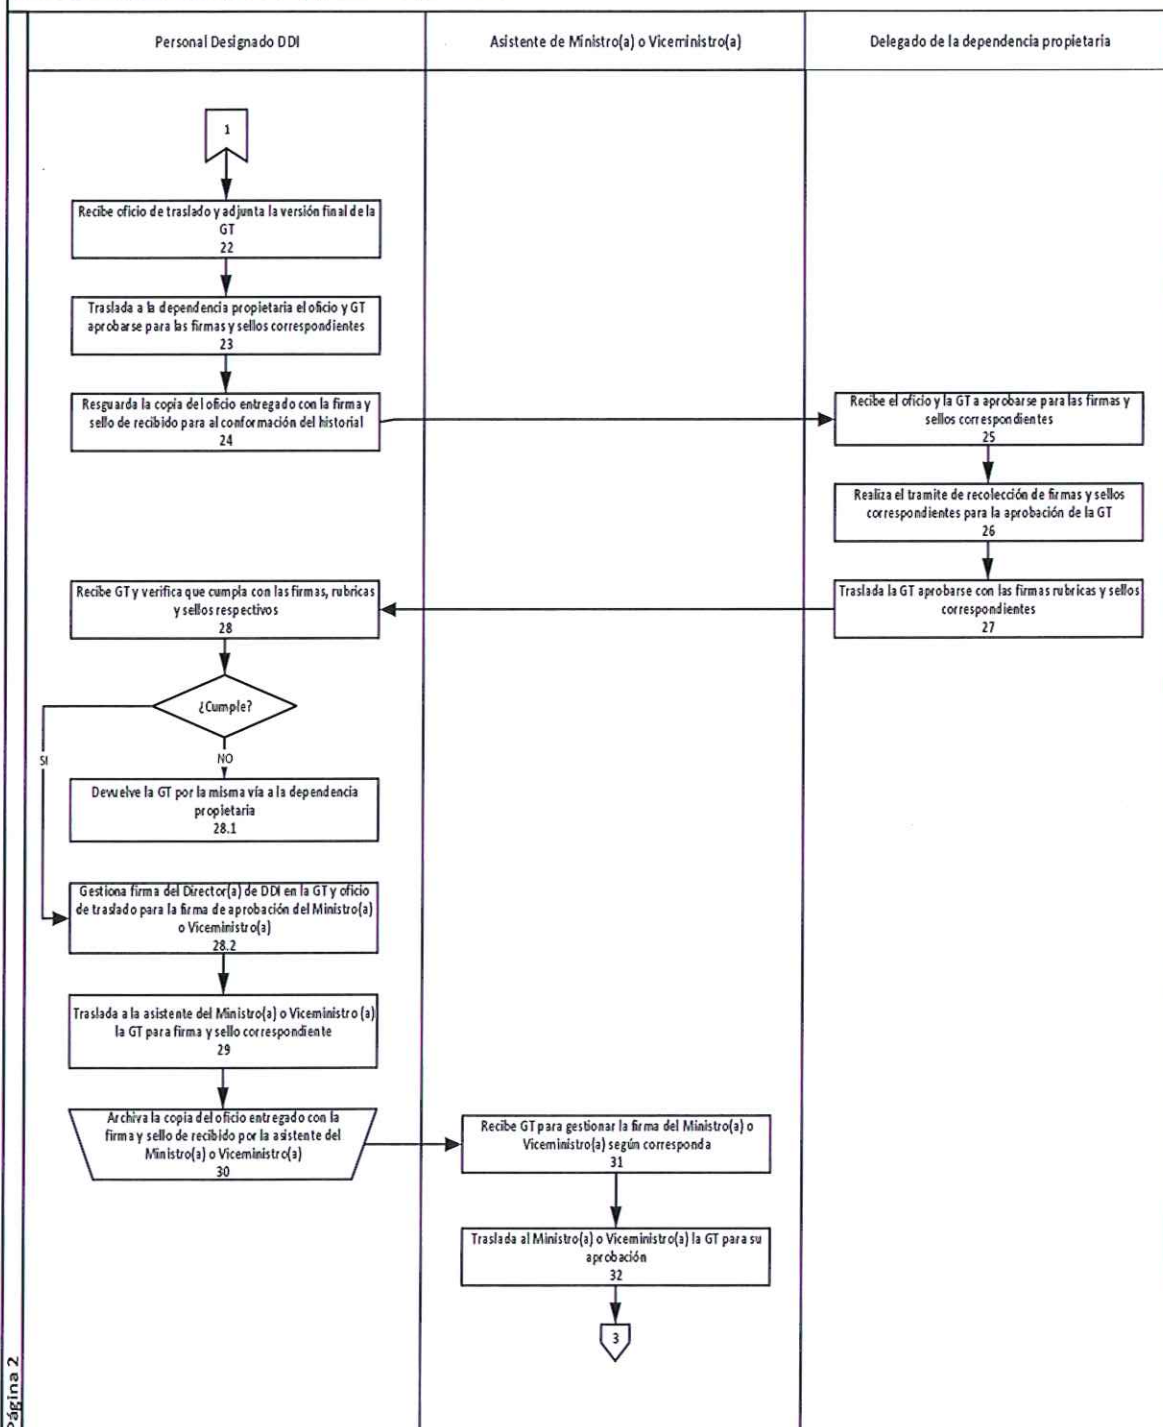 Personal Designado DDI
Asistente de Ministro(a) o Viceministro(a)
Delegado de la dependencia propietaria
1
Recibe oficio de traslado y adjunta la versión final de la
GT
22
Traslada a la dependencia propietaria el oficio y GT
aprobarse para las firmas y sellos correspondientes
23
Resguarda la copia del oficio entregado con la firma y
sello de recibido para al conformación del historial
24
Recibe el oficio y la GT a aprobarse para las firmas y
sellos correspondientes
25
Realiza el tramite de recolección de firmas y sellos
correspondientes para la aprobación de la GT
26
Traslada la GT aprobarse con las firmas rubricas y sellos
correspondientes
27
Recibe GT y verifica que cumpla con las firmas, rubricas
y sellos respectivos
28
¿Cumple?
SI
NO
Devuelve la GT por la misma vía a la dependencia
propietaria
28.1
Gestiona firma del Director(a) de DDI en la GT y oficio
de traslado para la firma de aprobación del Ministro(a)
o Viceministro(a)
28.2
Traslada a la asistente del Ministro(a) o Viceministro (a)
la GT para firma y sello correspondiente
29
Archiva la copia del oficio entregado con la
firma y sello de recibido por la asistente del
Ministro(a) o Viceministro(a)
30
Recibe GT para gestionar la firma del Ministro(a) o
Viceministro(a) según corresponda
31
Traslada al Ministro(a) o Viceministro(a) la GT para su
aprobación
32
3
Página 2